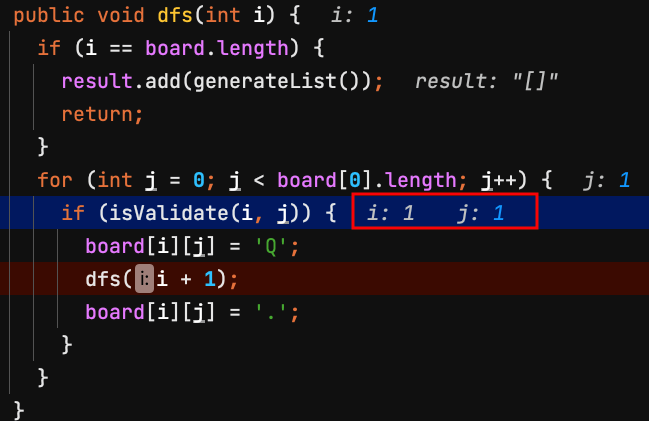 public void dfs(int i) {   i: 1
if (i == board.length) {
result.add(generateList());   result: "[]"
return;
}
for (int j = 0; j < board[0].length; j++) {   j: 1
if (isValidate(i, j)) {   i: 1   j: 1
board[i][j] = 'Q';
dfs( i: i + 1);
board[i][j] = '.';
}
}
}